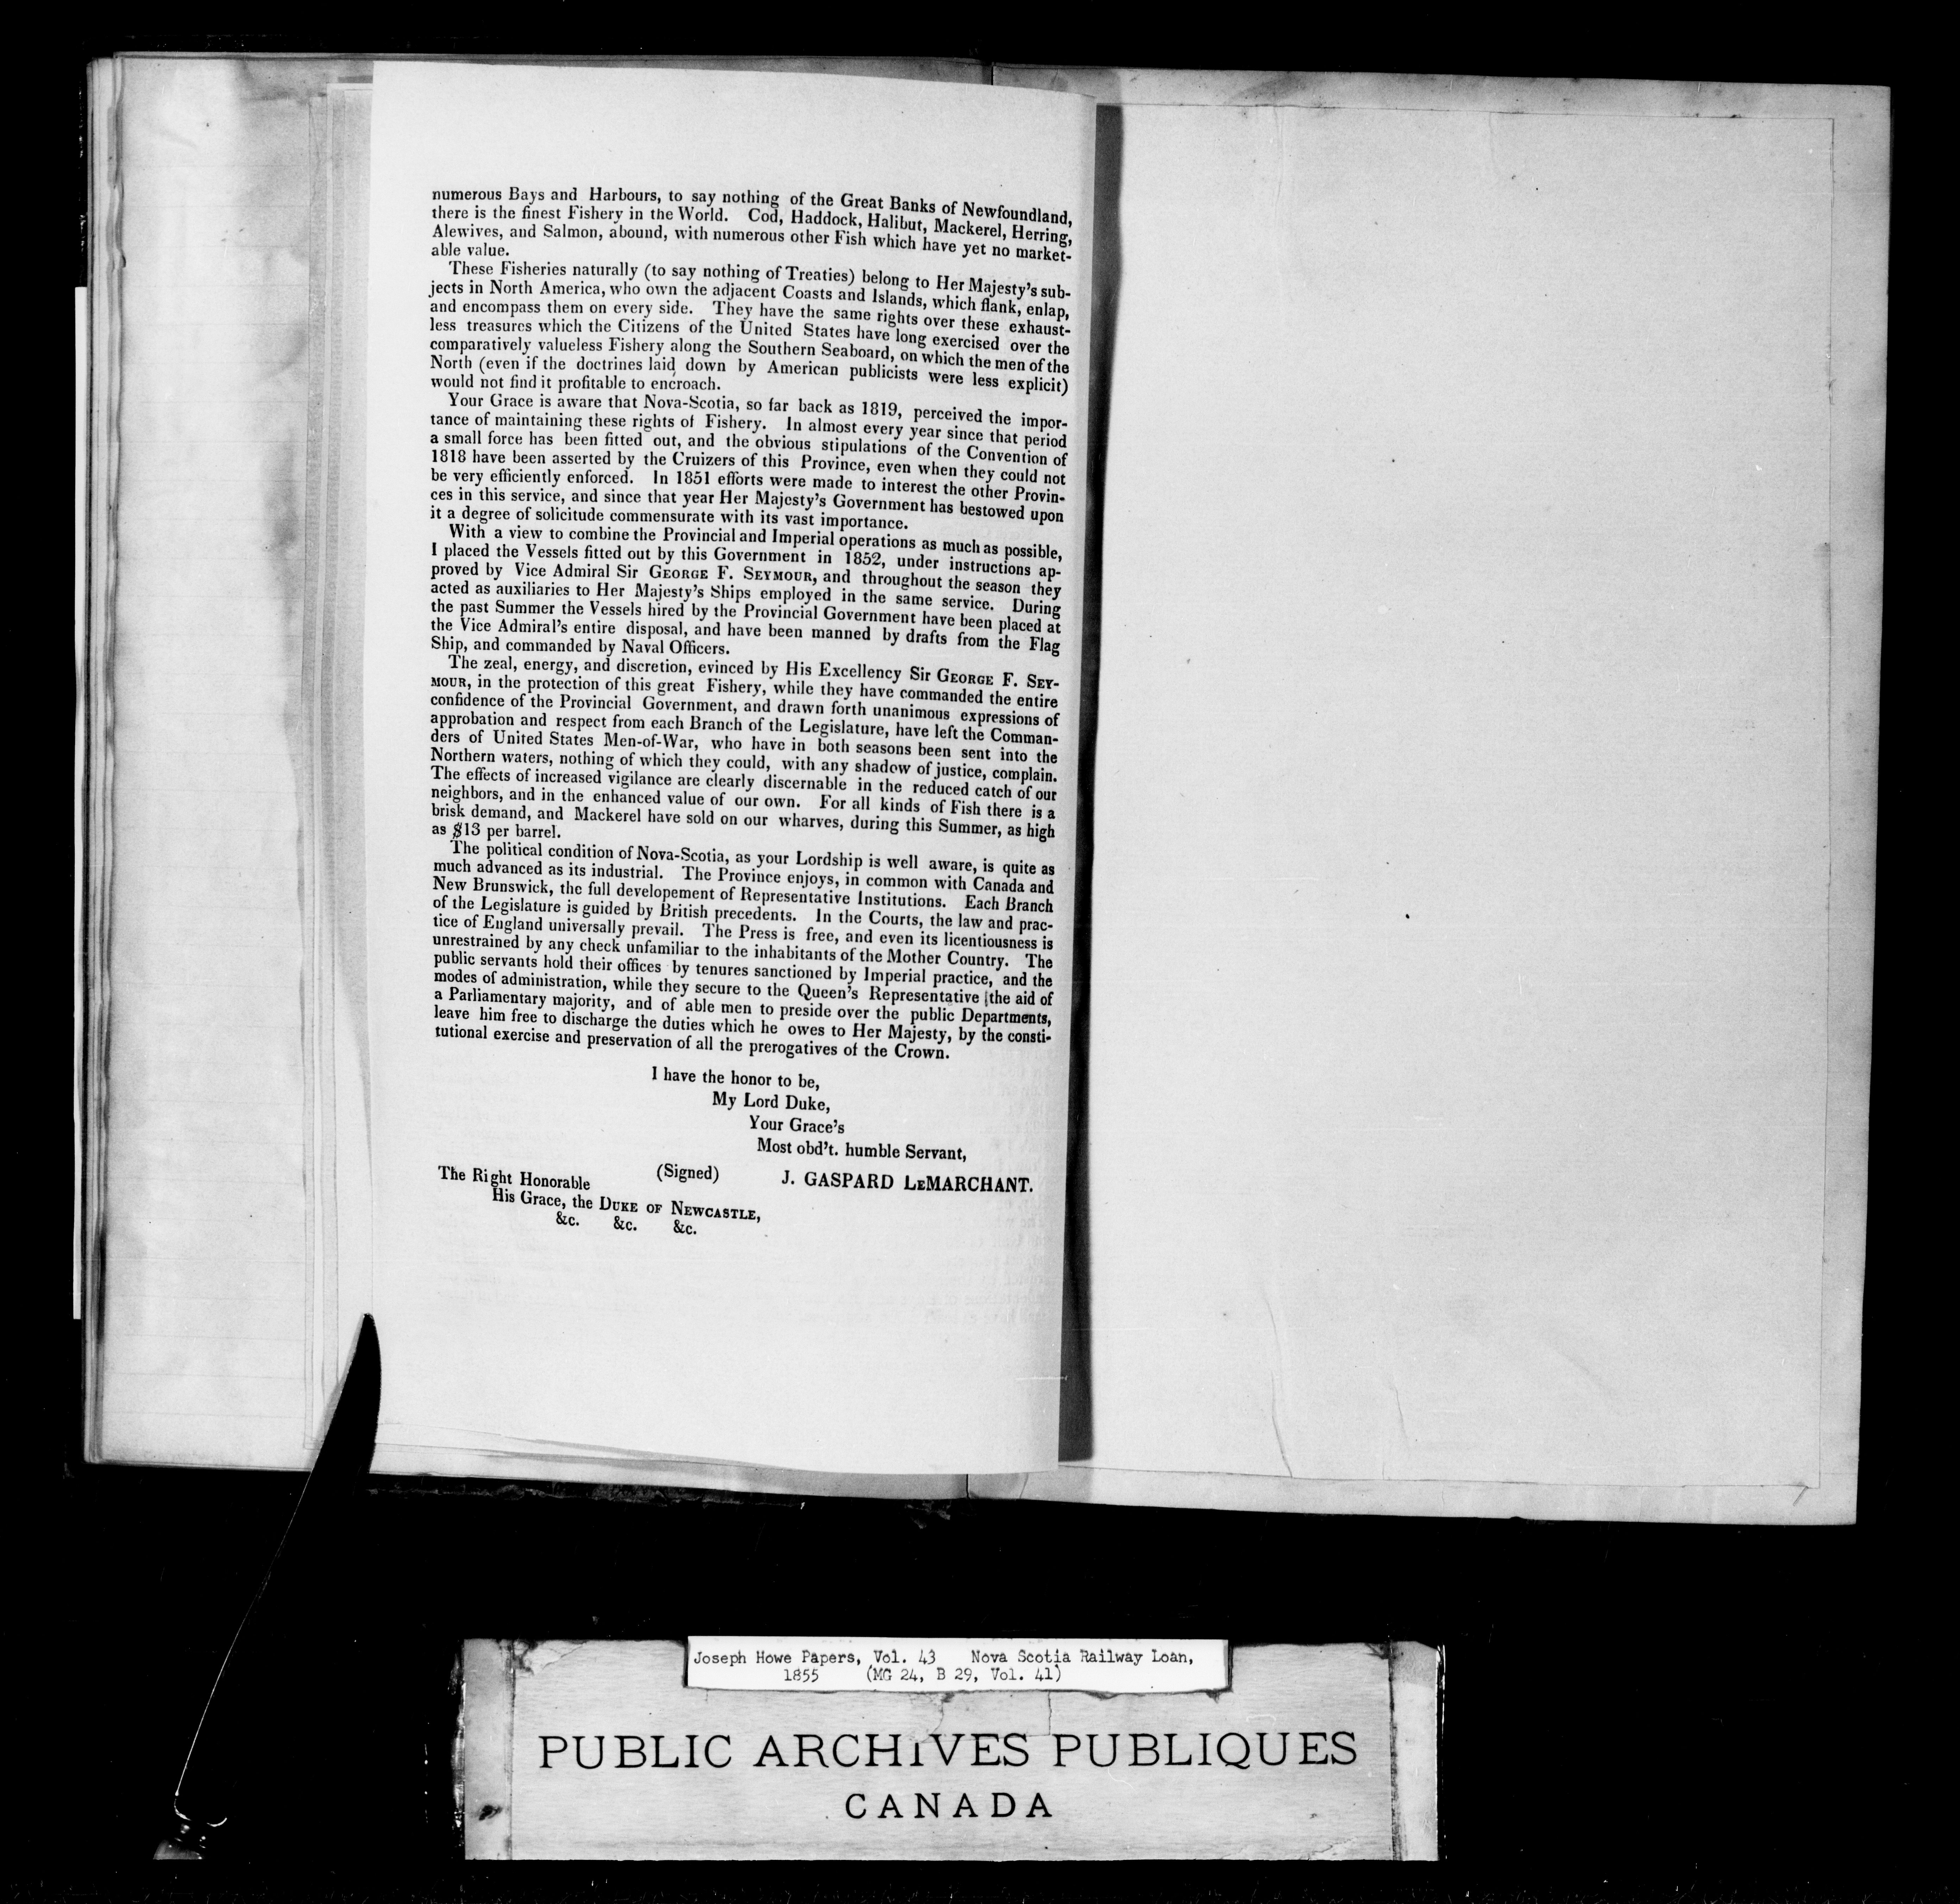 numerous Bays and Harbours, to say nothing of the Great Banks of Newfoundland,
there is the finest Fishery in the World. Cod, Haddock, Halibut, Mackerel, Herring,
Alewives, and Salmon, abound, with numerous other Fish which have yet no market-
able value.
These Fisheries naturally (to say nothing of Treaties) belong to Her Majesty's sub-
jects in North America, who own the adjacent Coasts and Islands, which flank, enlap,
and encompass them on every side. They have the same rights over these exhaust-
less treasures which the Citizens of the United States have long exercised over the
comparatively valueless Fishery along the Southern Seaboard, on which the men of the
North (even if the doctrines laid down by American publicists were less explicit)
would not find it profitable to encroach.
Your Grace is aware that Nova-Scotia, so far back as 1819, perceived the impor-
tance of maintaining these rights of Fishery. In almost every year since that period
a small force has been fitted out, and the obvious stipulations of the Convention of
1818 have been asserted by the Cruizers of this Province, even when they could not
be very efficiently enforced. In 1851 efforts were made to interest the other Provin-
ces in this service, and since that year Her Majesty's Government has bestowed upon
it a degree of solicitude commensurate with its vast importance.
With a view to combine the Provincial and Imperial operations as much as possible,
I placed the Vessels fitted out by this Government in 1852, under instructions ap-
proved by Vice Admiral Sir GEORGE F. SEYMOUR, and throughout the season they
acted as auxiliaries to Her Majesty's Ships employed in the same service. During
the past Summer the Vessels hired by the Provincial Government have been placed at
the Vice Admiral's entire disposal, and have been manned by drafts from the Flag
Ship, and commanded by Naval Officers.
The zeal, energy, and discretion, evinced by His Excellency Sir GEORGE F. SEY-
MOUR, in the protection of this great Fishery, while they have commanded the entire
confidence of the Provincial Government, and drawn forth unanimous expressions of
approbation and respect from each Branch of the Legislature, have left the Comman-
ders of United States Men-of-War, who have in both seasons been sent into the
Northern waters, nothing of which they could, with any shadow of justice, complain.
The effects of increased vigilance are clearly discernable in the reduced catch of our
neighbors, and in the enhanced value of our own. For all kinds of Fish there is a
brisk demand, and Mackerel have sold on our wharves, during this Summer, as high
as $13 per barrel.
The political condition of Nova-Scotia, as your Lordship is well aware, is quite as
much advanced as its industrial. The Province enjoys, in common with Canada and
New Brunswick, the full developement of Representative Institutions. Each Branch
of the Legislature is guided by British precedents. In the Courts, the law and prac-
tice of England universally prevail. The Press is free, and even its licentiousness is
unrestrained by any check unfamiliar to the inhabitants of the Mother Country. The
public servants hold their offices by tenures sanctioned by Imperial practice, and the
modes of administration, while they secure to the Queen's Representative the aid of
a Parliamentary majority, and of able men to preside over the public Departments,
leave him free to discharge the duties which he owes to Her Majesty, by the consti-
tutional exercise and preservation of all the prerogatives of the Crown.
I have the honor to be,
My Lord Duke,
Your Grace's
Most obd't. humble Servant,
(Signed) J. GASPARD LEMARCHANT.
The Right Honorable
His Grace, the DUKE OF NEWCASTLE,
&c. &c. &c.
Joseph Howe Papers, Vol. 43 Nova Scotia Railway Loan,
1855 (MG 24, B 29, Vol. 41)
PUBLIC ARCHIVES PUBLIQUES
CANADA